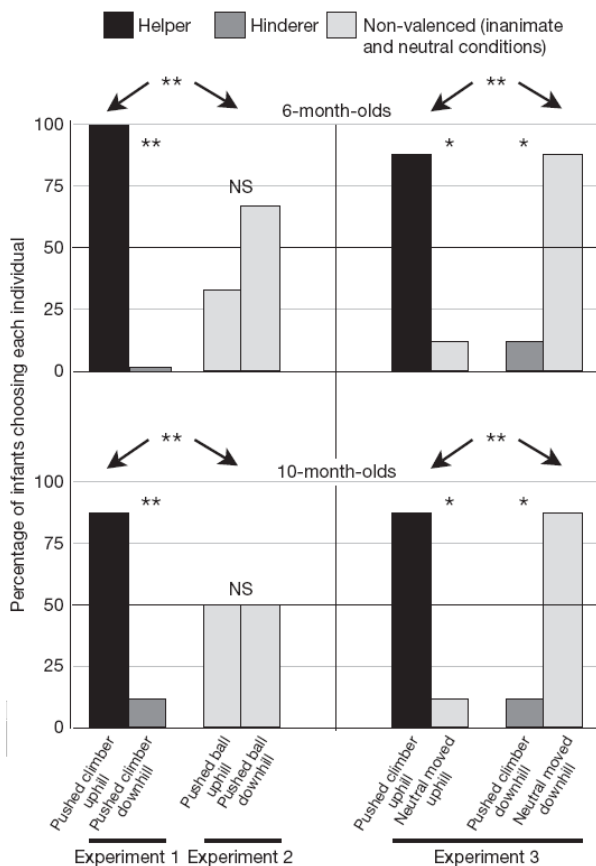 Helper Hinderer Non-valenced (inanimate
and neutral conditions)
** **
6-month-olds
100
** * *
75
NS
50
25
0
** **
10-month-olds
100
** * *
75
NS
50
25
0
Percentage of infants choosing each individual
Pushed climber
uphill
Pushed climber
downhill
Pushed ball
uphill
Pushed ball
downhill
Pushed climber
uphill
Neutral moved
uphill
Pushed climber
downhill
Neutral moved
downhill
Experiment 1 Experiment 2 Experiment 3